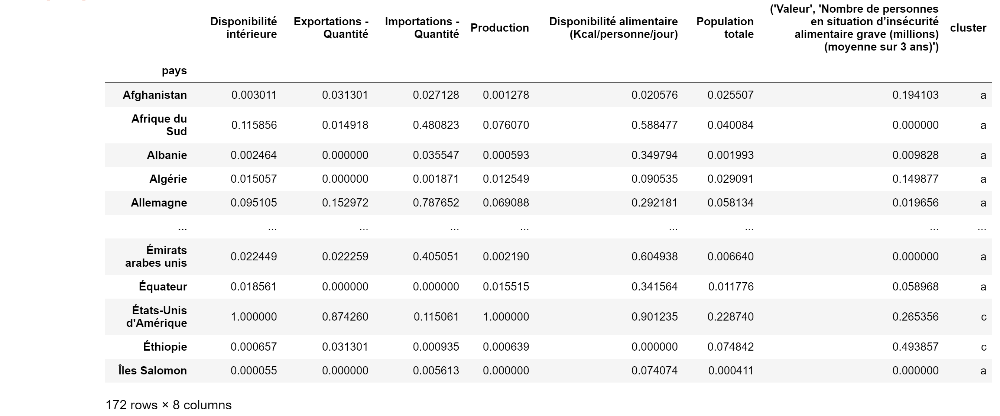 Disponibilité intérieure Exportations - Quantité Importations - Quantité Production Disponibilité alimentaire (Kcal/personne/jour) Population totale ('Valeur', 'Nombre de personnes en situation d’insécurité alimentaire grave (millions) (moyenne sur 3 ans)') cluster
pays
Afghanistan 0.003011 0.031301 0.027128 0.001278 0.020576 0.025507 0.194103 a
Afrique du Sud 0.115856 0.014918 0.480823 0.076070 0.588477 0.040084 0.000000 a
Albanie 0.002464 0.000000 0.035547 0.000593 0.349794 0.001993 0.009828 a
Algérie 0.015057 0.000000 0.001871 0.012549 0.090535 0.029091 0.149877 a
Allemagne 0.095105 0.152972 0.787652 0.069088 0.292181 0.058134 0.019656 a
... ... ... ... ... ... ... ... ...
Émirats arabes unis 0.022449 0.022259 0.405051 0.002190 0.604938 0.006640 0.000000 a
Équateur 0.018561 0.000000 0.000000 0.015515 0.341564 0.011776 0.058968 a
États-Unis d'Amérique 1.000000 0.874260 0.115061 1.000000 0.901235 0.228740 0.265356 c
Éthiopie 0.000657 0.031301 0.000935 0.000639 0.000000 0.074842 0.493857 c
Îles Salomon 0.000055 0.000000 0.005613 0.000000 0.074074 0.000411 0.000000 a
172 rows × 8 columns